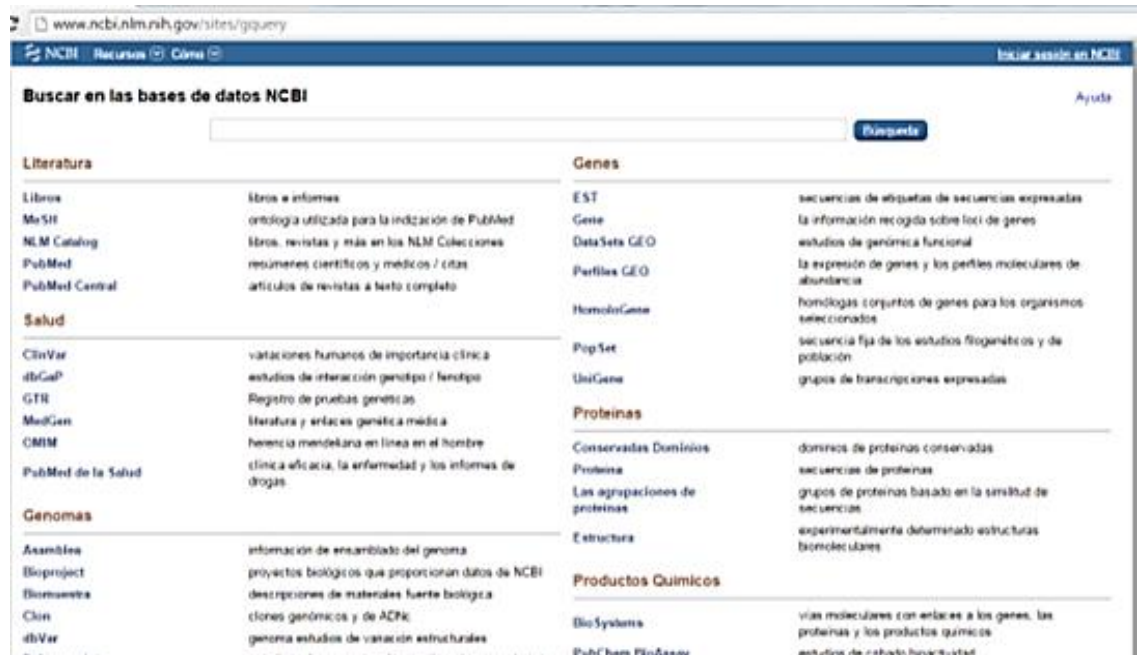 www.ncbi.nlm.nih.gov/sites/gquery
NCBI Recursos Cómo
Iniciar sesión en NCBI
Buscar en las bases de datos NCBI
Ayuda
Búsqueda
Literatura
Libros libros e informes
MeSH ontología utilizada para la indización de PubMed
NLM Catalog libros, revistas y más en los NLM Colecciones
PubMed resúmenes científicos y médicos / citas
PubMed Central artículos de revistas a texto completo
Salud
ClinVar variaciones humanos de importancia clínica
dbGaP estudios de interacción genotipo / fenotipo
GTR Registro de pruebas genéticas
MedGen literatura y enlaces genética médica
OMIM herencia mendeliana en línea en el hombre
PubMed de la Salud clínica eficacia, la enfermedad y los informes de
drogas
Genomas
Asamblea información de ensamblado del genoma
Bioproject proyectos biológicos que proporcionan datos de NCBI
Biomuestra descripciones de materiales fuente biológica
Clon clones genómicos y de ADNc
dbVar genoma estudios de variación estructurales
Genes
EST secuencias de etiquetas de secuencias expresadas
Gene la información recogida sobre loci de genes
DataSets GEO estudios de genómica funcional
Perfiles GEO la expresión de genes y los perfiles moleculares de
abundancia
HomoloGene homólogas conjuntos de genes para los organismos
seleccionados
PopSet secuencia fija de los estudios filogenéticos y de
población
UniGene grupos de transcripciones expresadas
Proteinas
Conservadas Dominios dominios de proteínas conservadas
Proteina secuencias de proteínas
Las agrupaciones de
proteinas grupos de proteínas basado en la similitud de
secuencias
Estructura experimentalmente determinado estructuras
biomoleculares
Productos Quimicos
BioSystems vías moleculares con enlaces a los genes, las
proteínas y los productos químicos
PubChem BioAssay estudios de cribado bioactividad